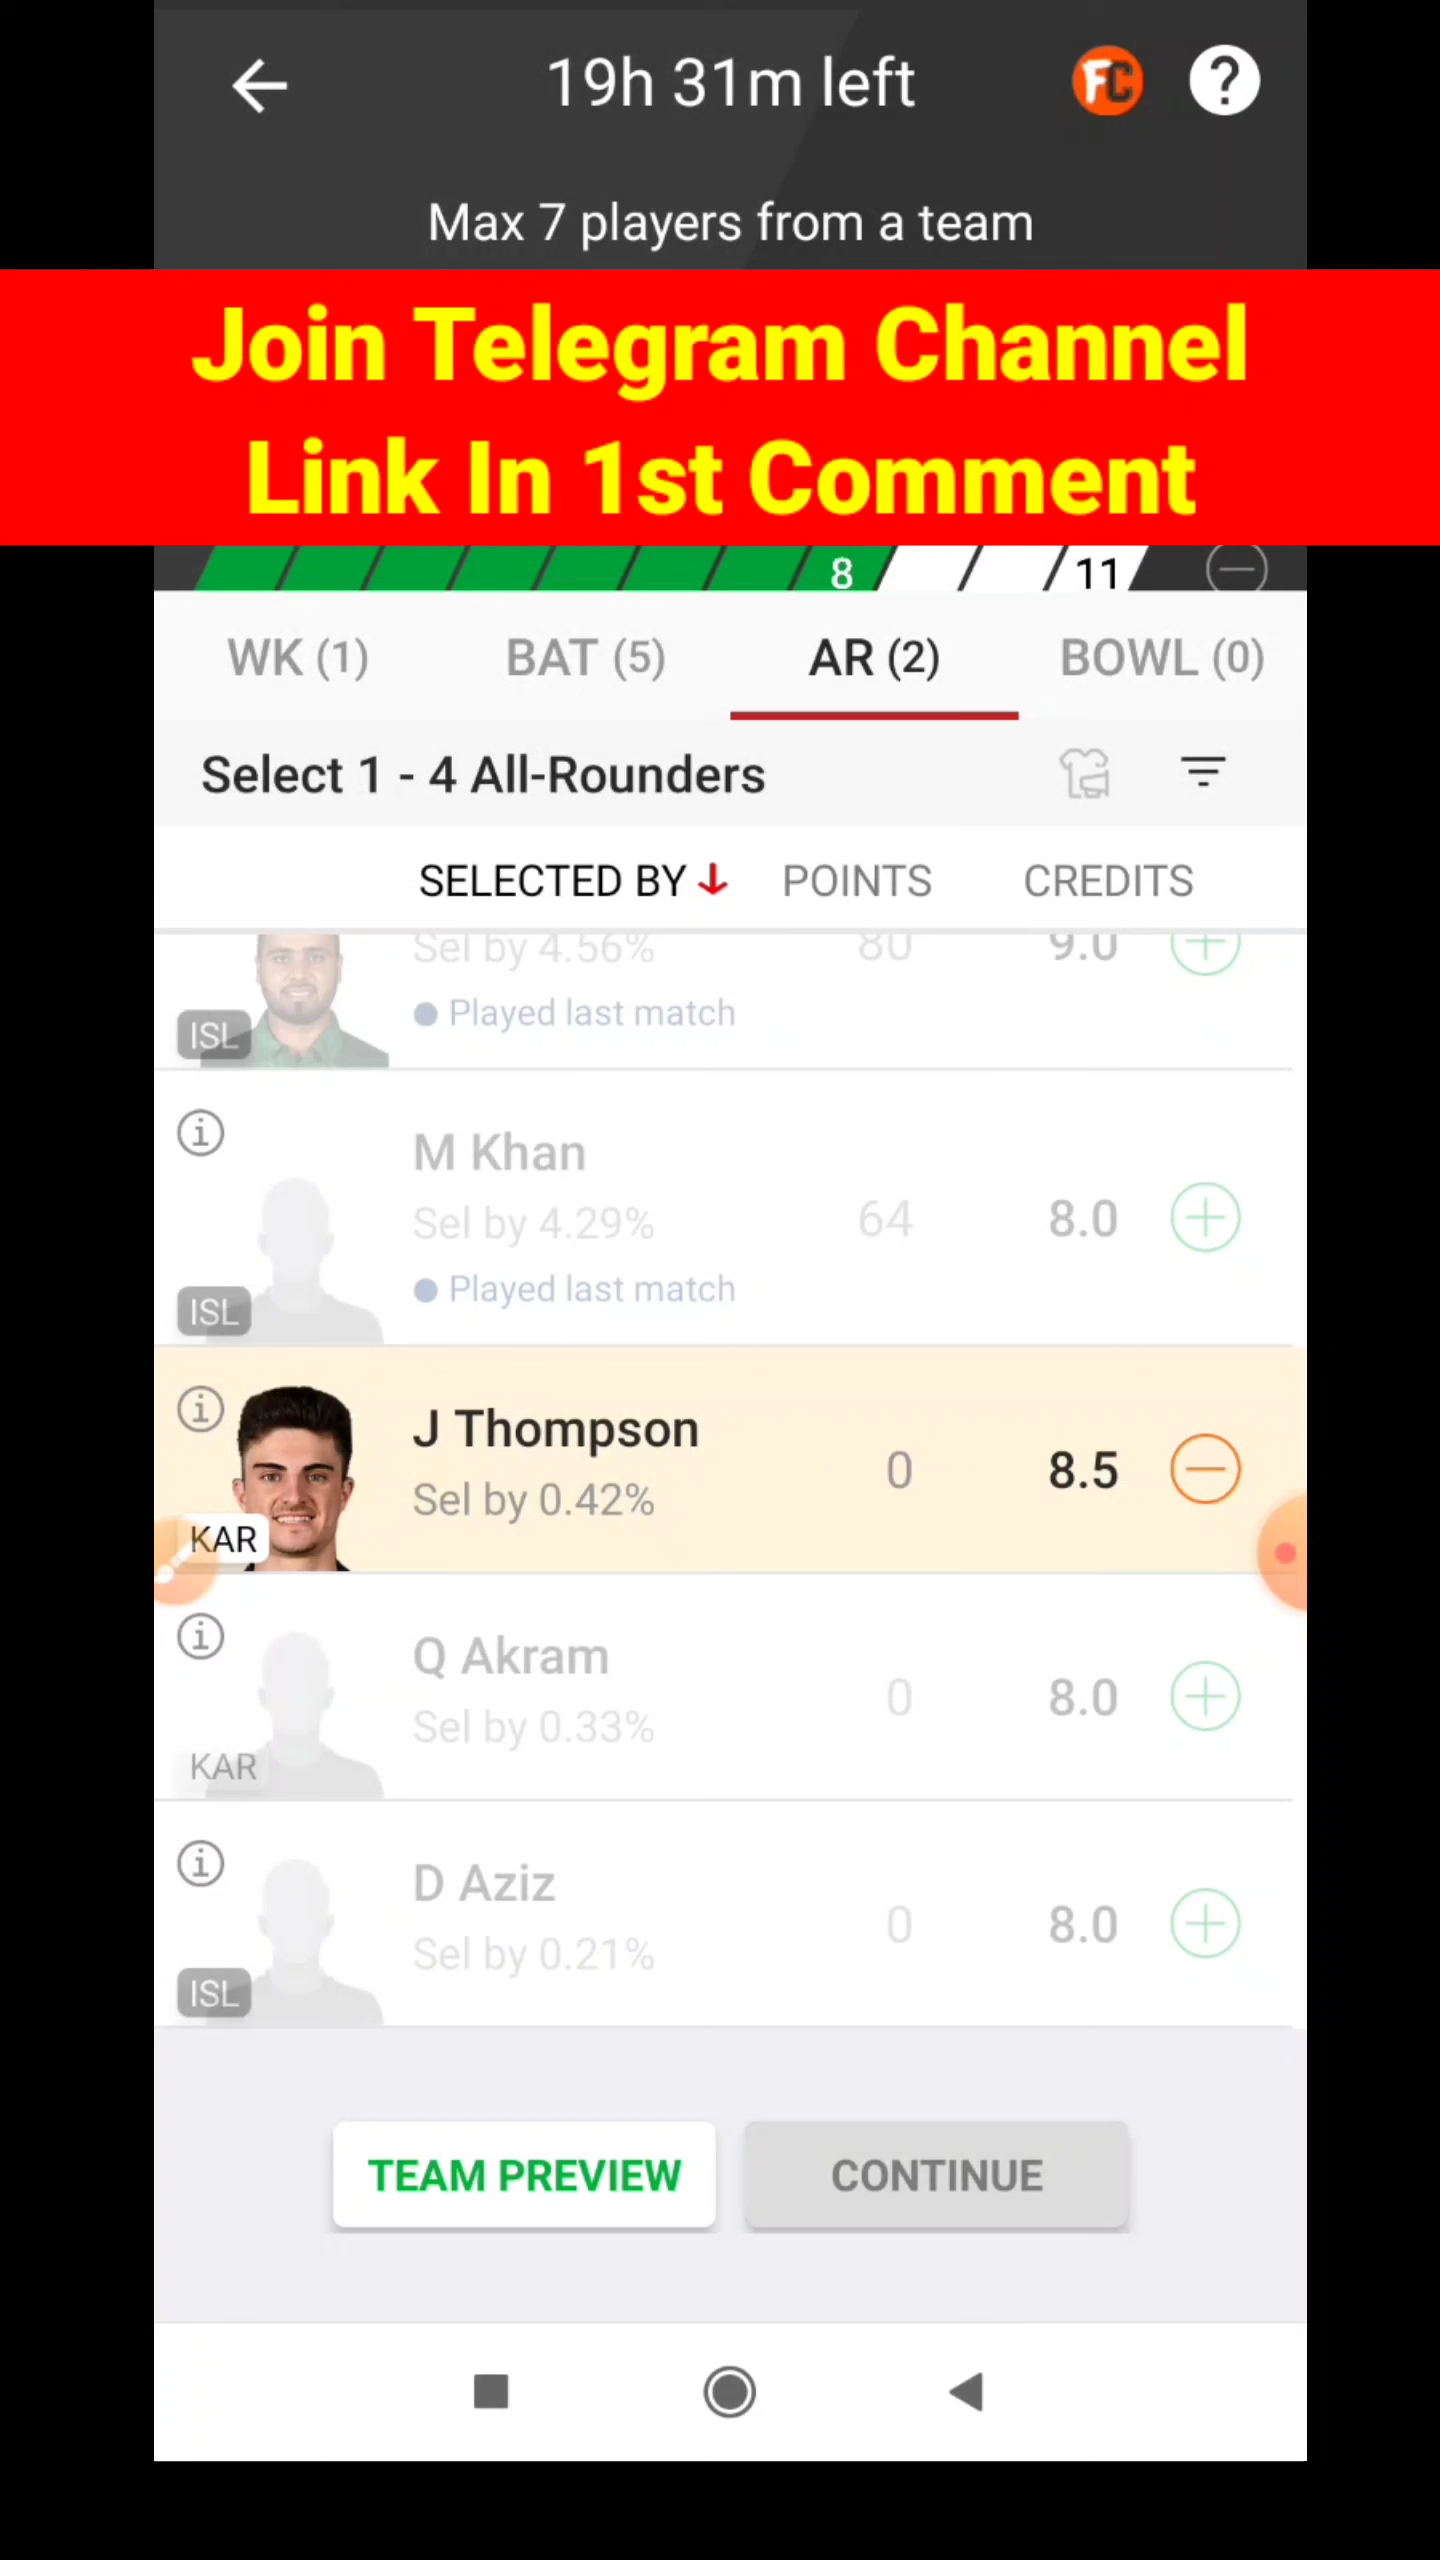 19h 31m left
FC
?
Max 7 players from a team
Join Telegram Channel
Link In 1st Comment
8
11
WK (1)
BAT (5)
AR (2)
BOWL (0)
Select 1 - 4 All-Rounders
SELECTED BY
POINTS
CREDITS
Sel by 4.56%
80
9.0
Played last match
ISL
M Khan
Sel by 4.29%
64
8.0
Played last match
ISL
J Thompson
Sel by 0.42%
0
8.5
KAR
Q Akram
Sel by 0.33%
0
8.0
KAR
D Aziz
Sel by 0.21%
0
8.0
ISL
TEAM PREVIEW
CONTINUE